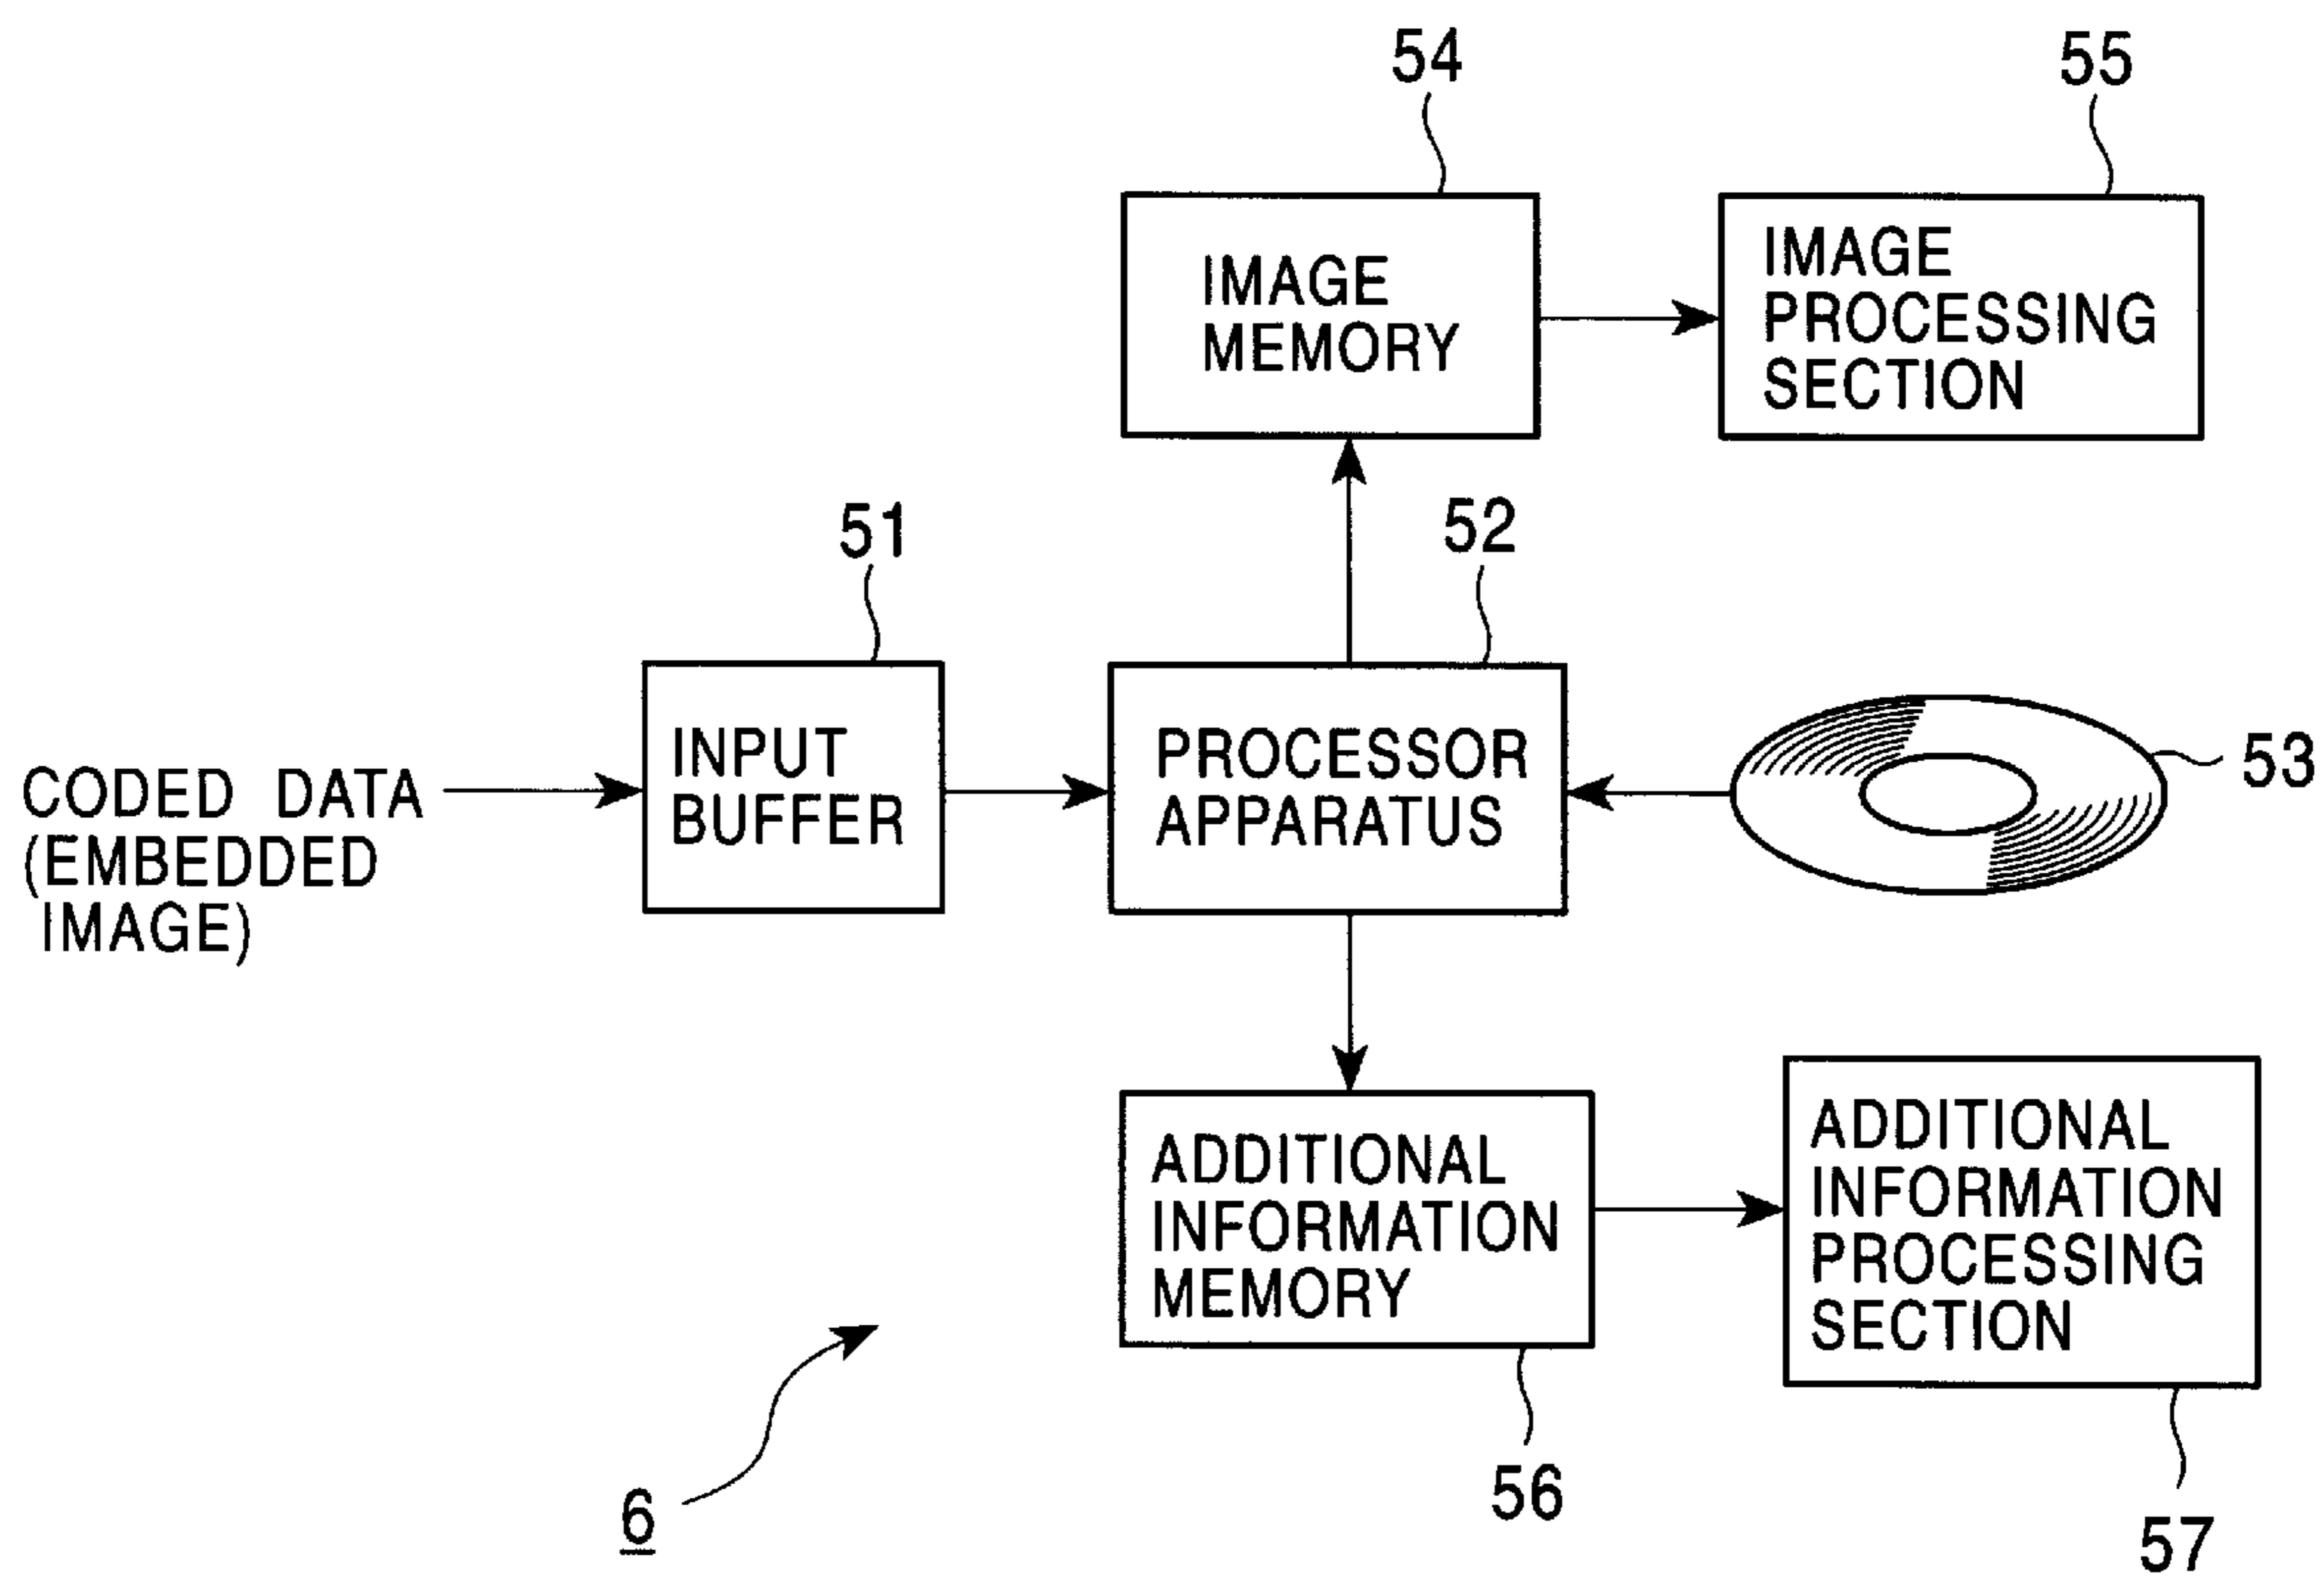 54
55
IMAGE
MEMORY
IMAGE
PROCESSING
SECTION
51
52
CODED DATA
(EMBEDDED
IMAGE)
INPUT
BUFFER
PROCESSOR
APPARATUS
53
ADDITIONAL
INFORMATION
MEMORY
ADDITIONAL
INFORMATION
PROCESSING
SECTION
6
56
57